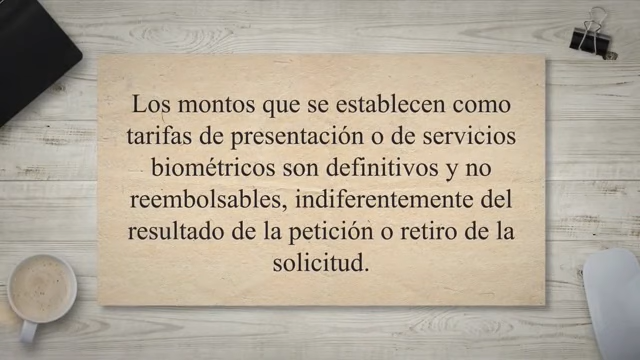 Los montos que se establecen como
tarifas de presentación o de servicios
biométricos son definitivos y no
reembolsables, indiferentemente del
resultado de la petición o retiro de la
solicitud.